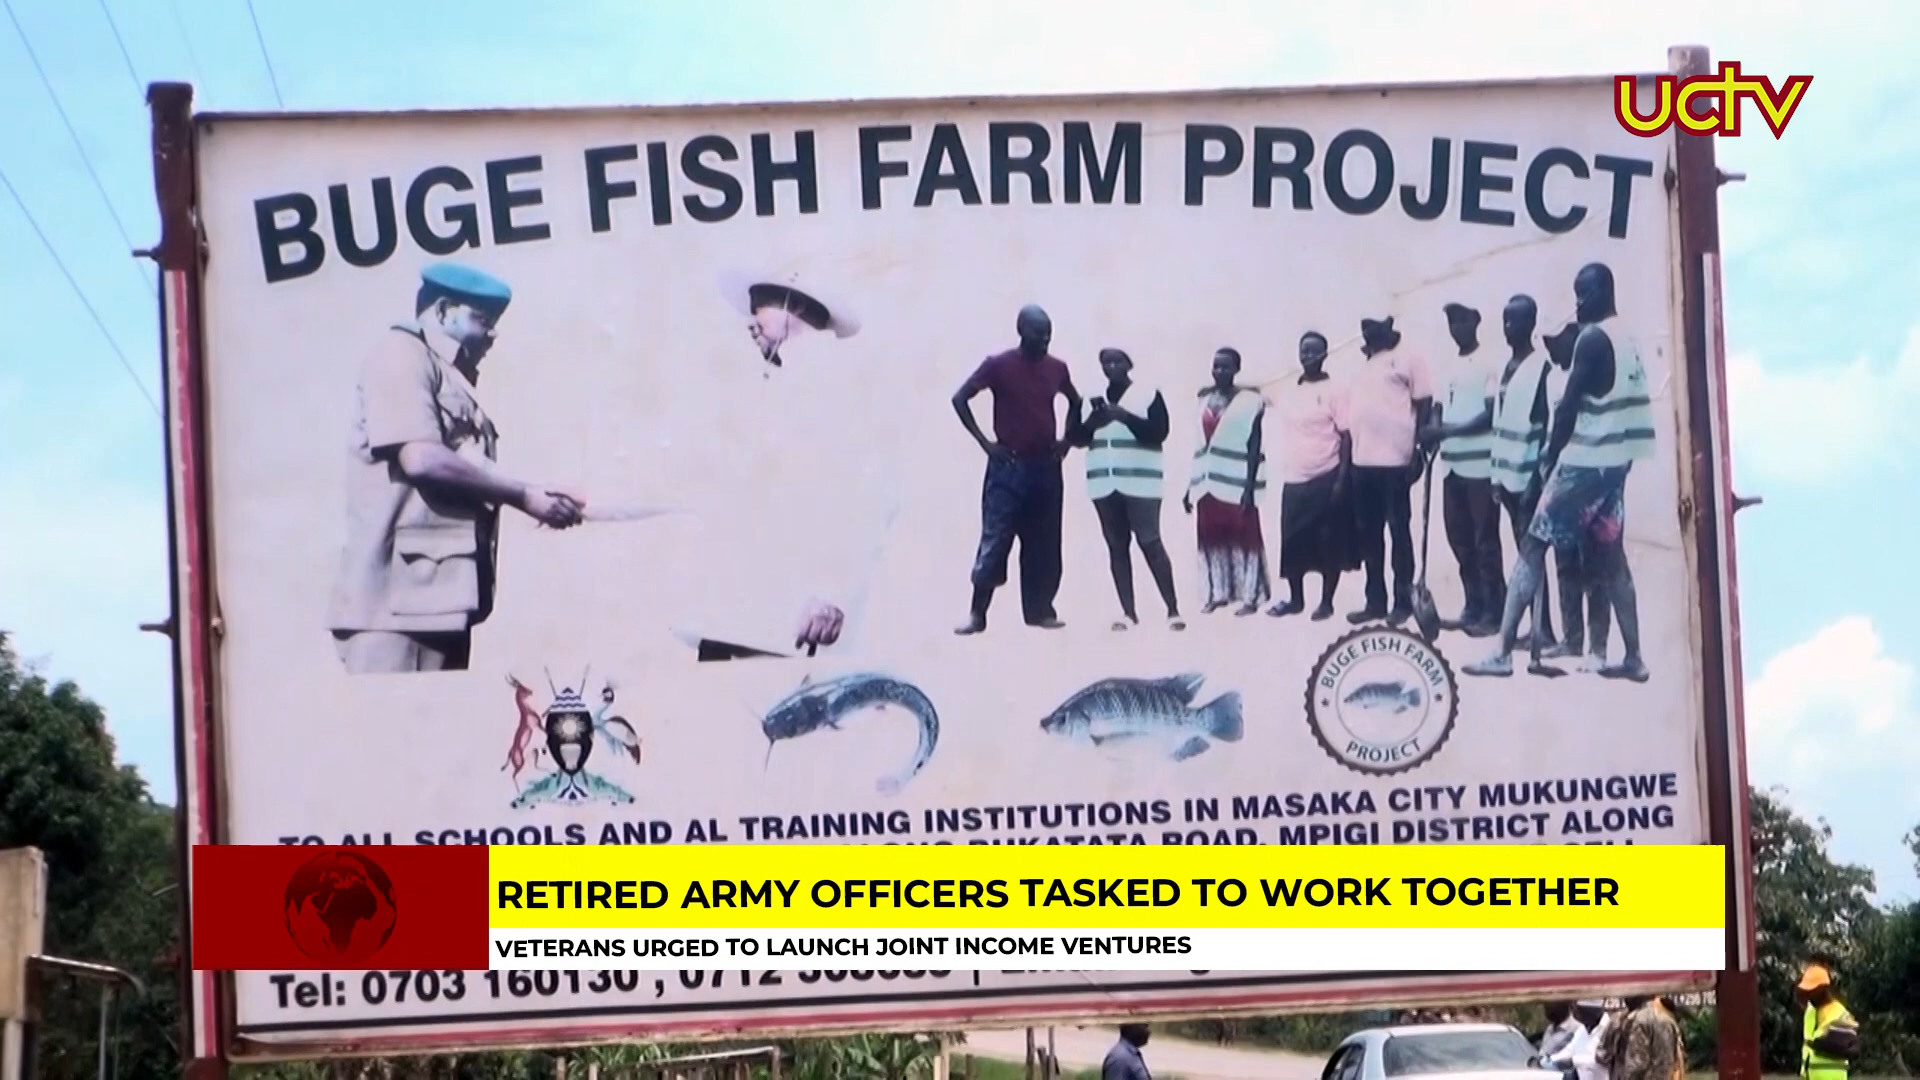 uctv
BUGE FISH FARM PROJECT
BUGE FISH FARM
PROJECT
TO ALL SCHOOLS AND AL TRAINING INSTITUTIONS IN MASAKA CITY MUKUNGWE
BUKATATA ROAD, MPIGI DISTRICT ALONG
RETIRED ARMY OFFICERS TASKED TO WORK TOGETHER
VETERANS URGED TO LAUNCH JOINT INCOME VENTURES
Tel: 0703 160130 , 0712